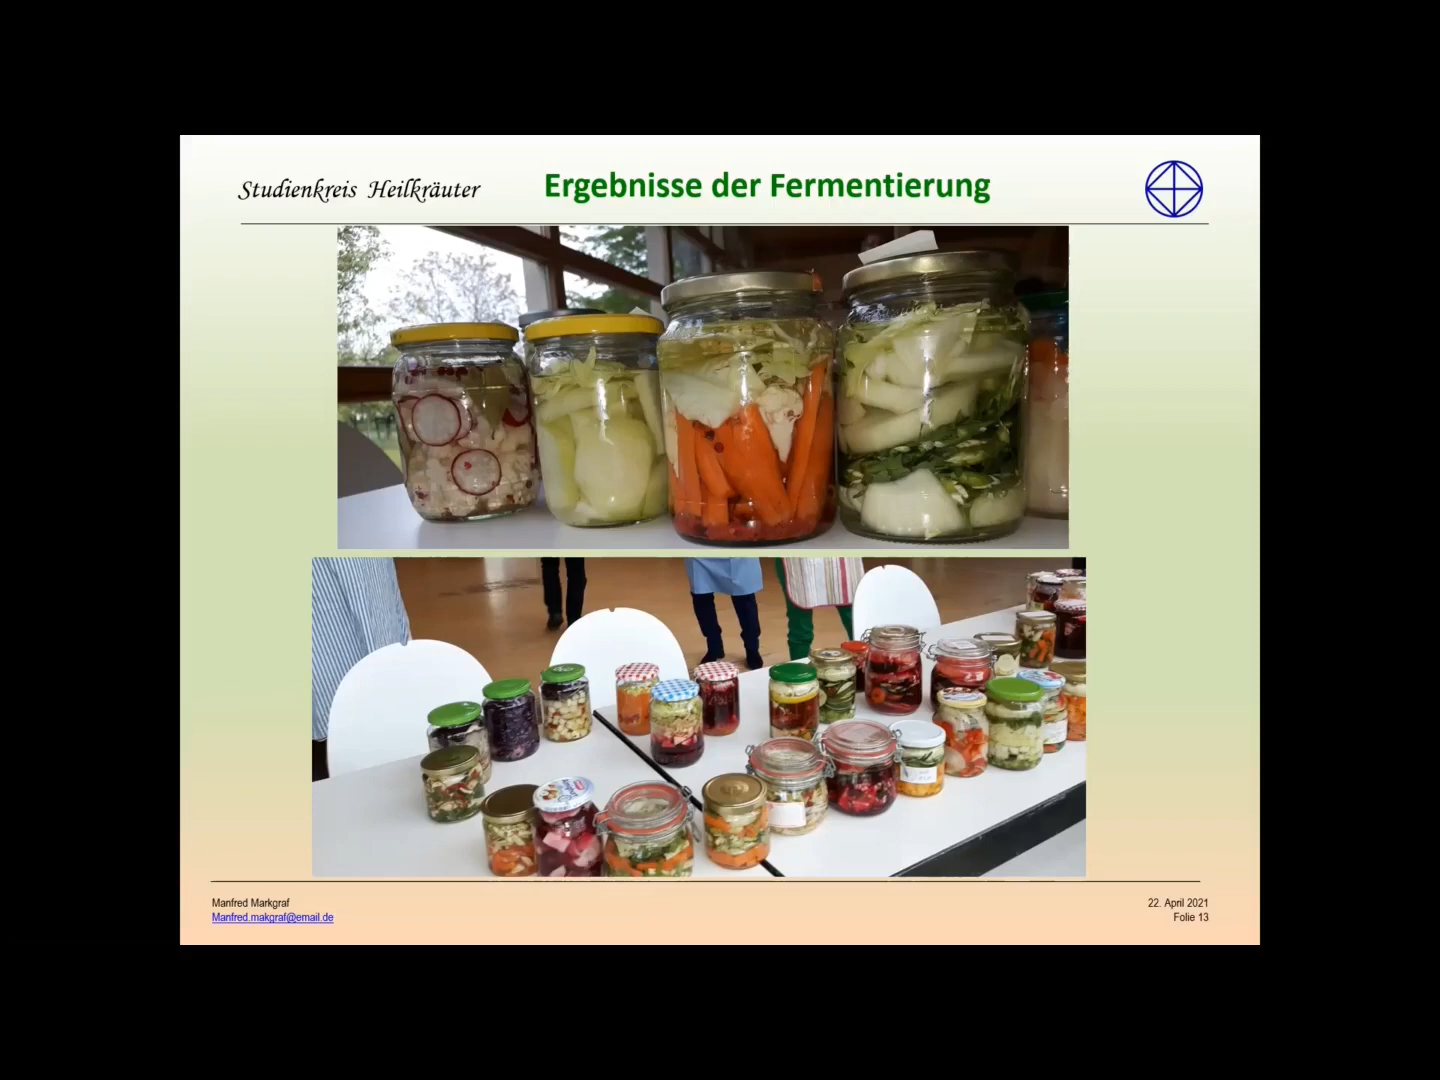 Studienkreis Heilkräuter
Ergebnisse der Fermentierung
Manfred Markgraf
Manfred.makgraf@email.de
22. April 2021
Folie 13